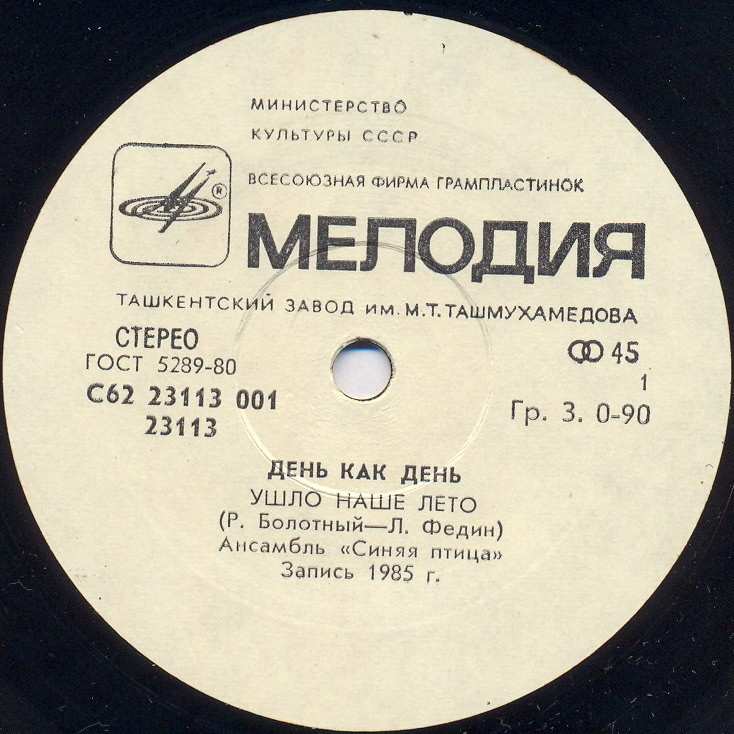 МИНИСТЕРСТВО
КУЛЬТУРЫ СССР
ВСЕСОЮЗНАЯ ФИРМА ГРАМПЛАСТИНОК
®
МЕЛОДИЯ
ТАШКЕНТСКИЙ ЗАВОД ИМ. М.Т. ТАШМУХАМЕДОВА
СТЕРЕО
ГОСТ 5289-80
С62 23113 001
23113
45
1
Гр. 3. 0-90
ДЕНЬ КАК ДЕНЬ
УШЛО НАШЕ ЛЕТО
(Р. Болотный—Л. Федин)
Ансамбль «Синяя птица»
Запись 1985 г.